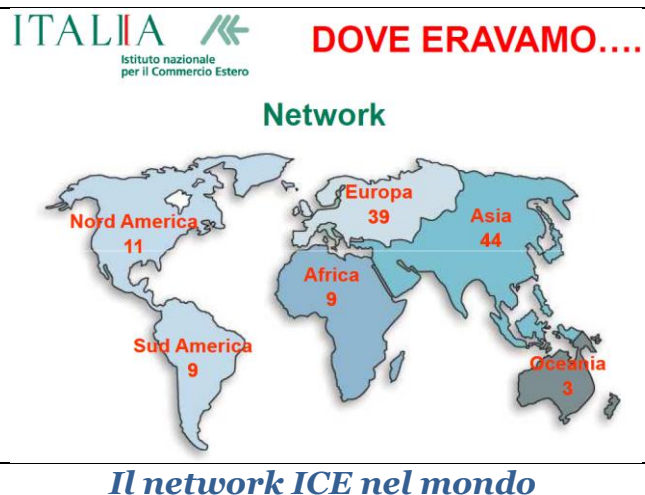 ITALIA
Istituto nazionale
per il Commercio Estero
DOVE ERAVAMO....
Network
Nord America
11
Europa
39
Asia
44
Africa
9
Sud America
9
Oceania
3
Il network ICE nel mondo